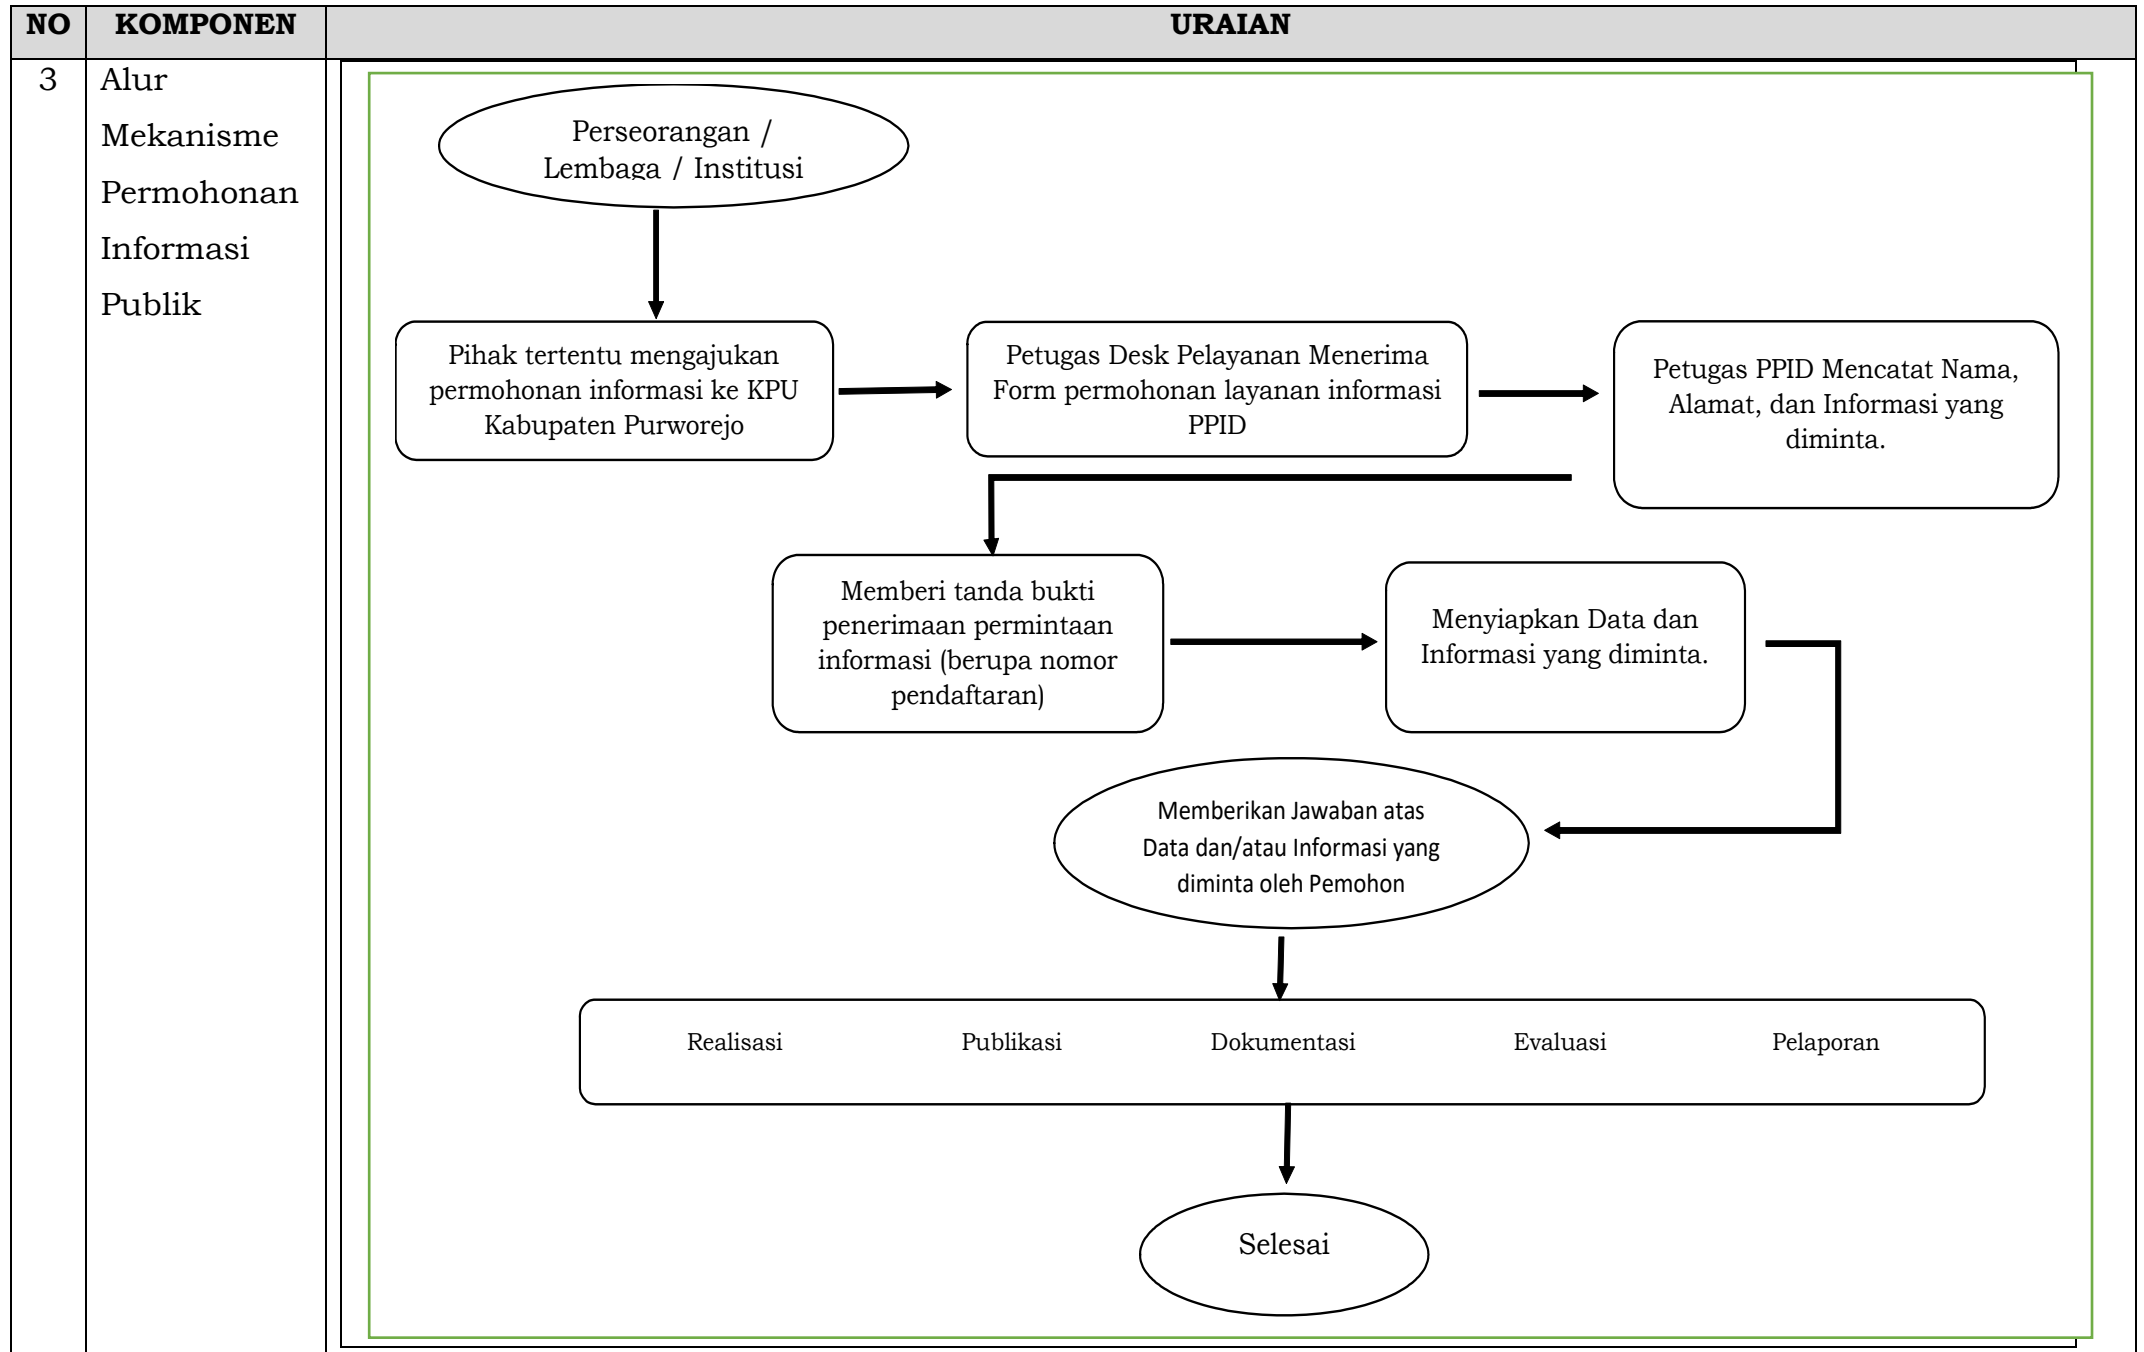 NO KOMPONEN URAIAN
3 Alur
Mekanisme
Permohonan
Informasi
Publik
Perseorangan /
Lembaga / Institusi
Pihak tertentu mengajukan
permohonan informasi ke KPU
Kabupaten Purworejo
Petugas Desk Pelayanan Menerima
Form permohonan layanan informasi
PPID
Petugas PPID Mencatat Nama,
Alamat, dan Informasi yang
diminta.
Memberi tanda bukti
penerimaan permintaan
informasi (berupa nomor
pendaftaran)
Menyiapkan Data dan
Informasi yang diminta.
Memberikan Jawaban atas
Data dan/atau Informasi yang
diminta oleh Pemohon
Realisasi Publikasi Dokumentasi Evaluasi Pelaporan
Selesai